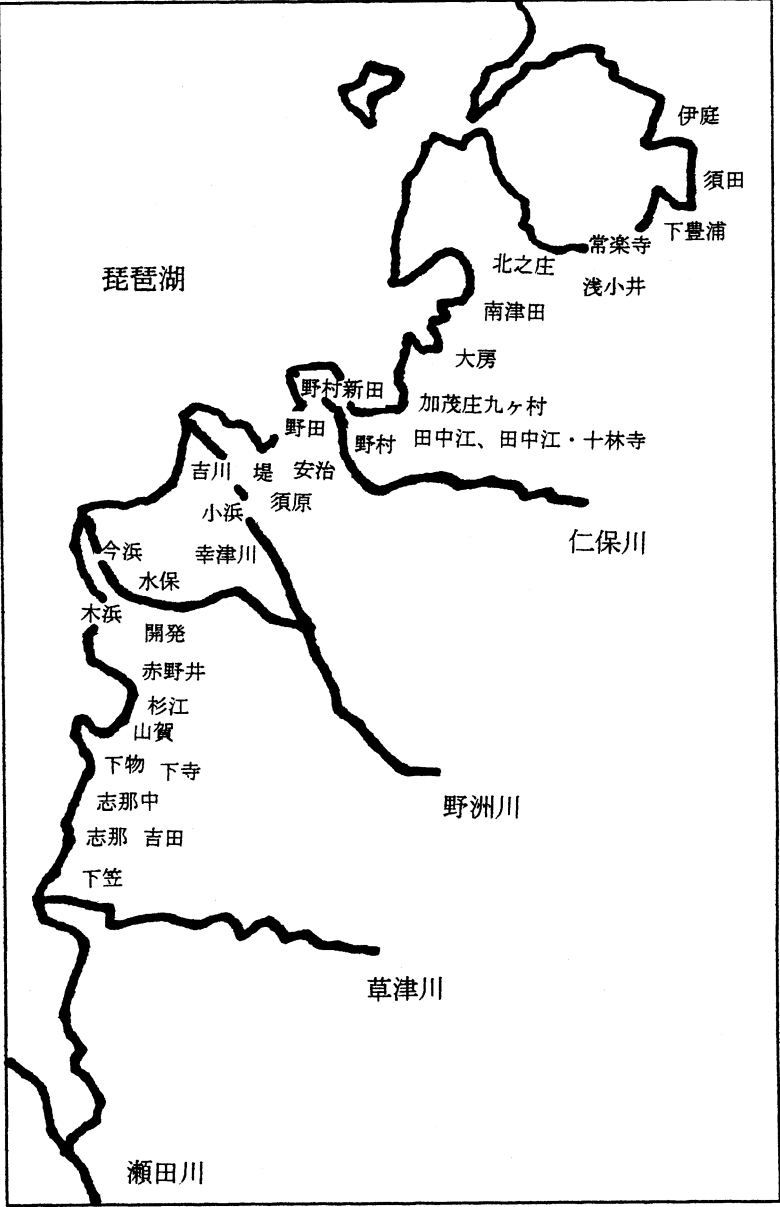 伊庭
須田
下豊浦
常楽寺
北之庄
浅小井
琵琶湖
南津田
大房
野村新田
加茂庄九ヶ村
野田
野村
田中江、田中江・十林寺
吉川
堤
安治
須原
小浜
仁保川
今浜
幸津川
水保
木浜
開発
赤野井
杉江
山賀
下物
下寺
志那中
野洲川
志那
吉田
下笠
草津川
瀬田川